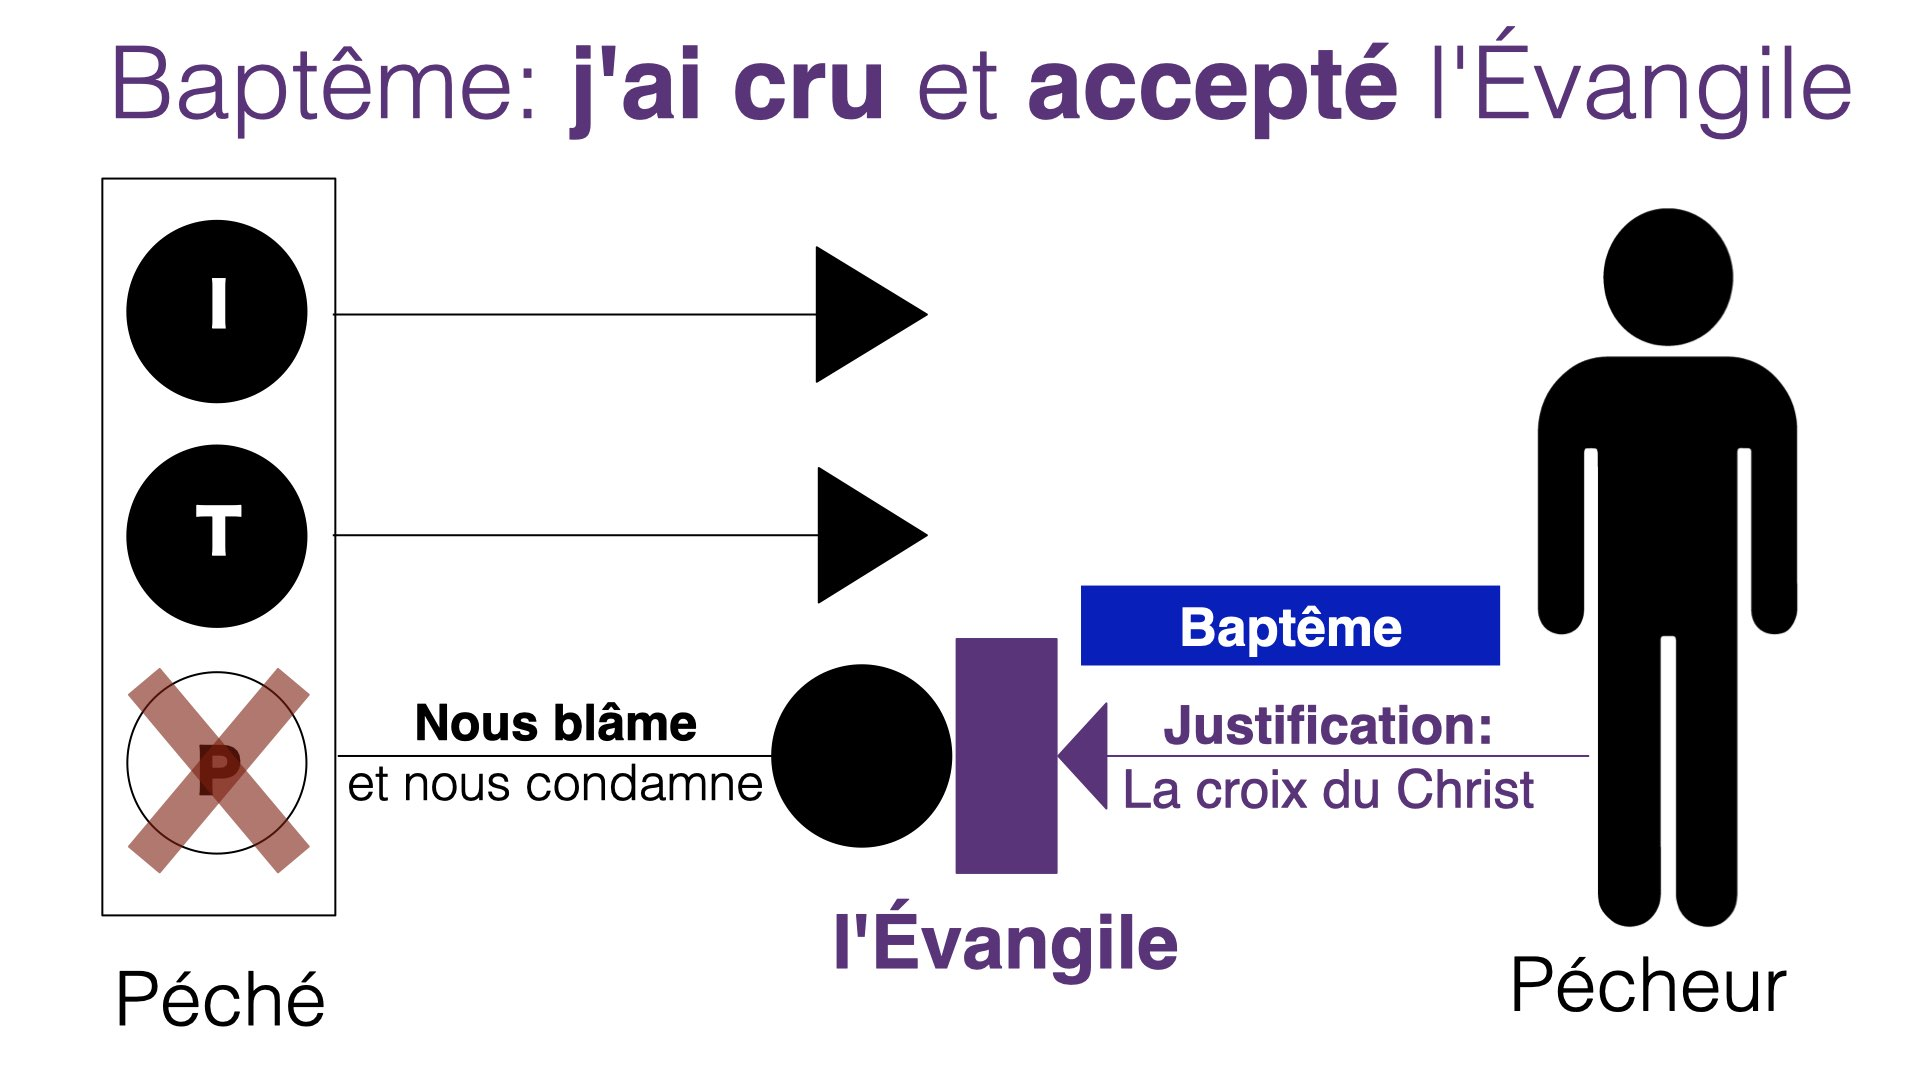 Baptême: j'ai cru et accepté l'Évangile
I
T
P
Nous blâme
et nous condamne
Baptême
Justification:
La croix du Christ
l'Évangile
Péché
Pécheur